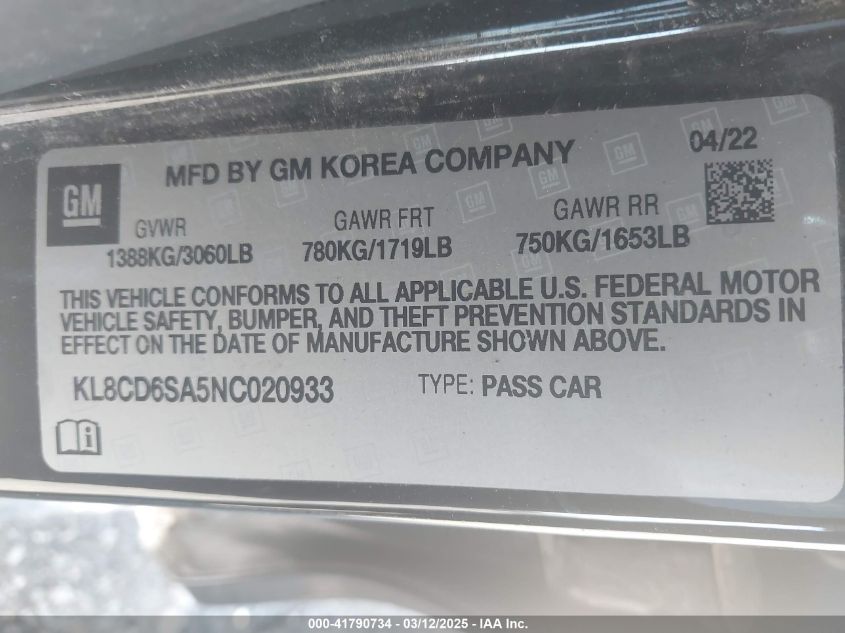 GM
MFD BY GM KOREA COMPANY
04/22
GVWR
1388KG/3060LB
GAWR FRT
780KG/1719LB
GAWR RR
750KG/1653LB
THIS VEHICLE CONFORMS TO ALL APPLICABLE U.S. FEDERAL MOTOR
VEHICLE SAFETY, BUMPER, AND THEFT PREVENTION STANDARDS IN
EFFECT ON THE DATE OF MANUFACTURE SHOWN ABOVE.
KL8CD6SA5NC020933
TYPE: PASS CAR
000-41790734 - 03/12/2025 - IAA Inc.